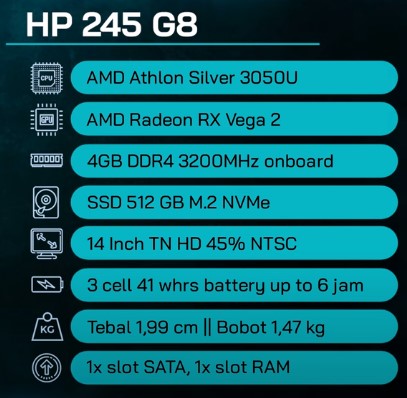 HP 245 G8
CPU
AMD Athlon Silver 3050U
GPU
AMD Radeon RX Vega 2
4GB DDR4 3200MHz onboard
SSD 512 GB M.2 NVMe
14 Inch TN HD 45% NTSC
3 cell 41 whrs battery up to 6 jam
KG
Tebal 1,99 cm || Bobot 1,47 kg
1x slot SATA, 1x slot RAM